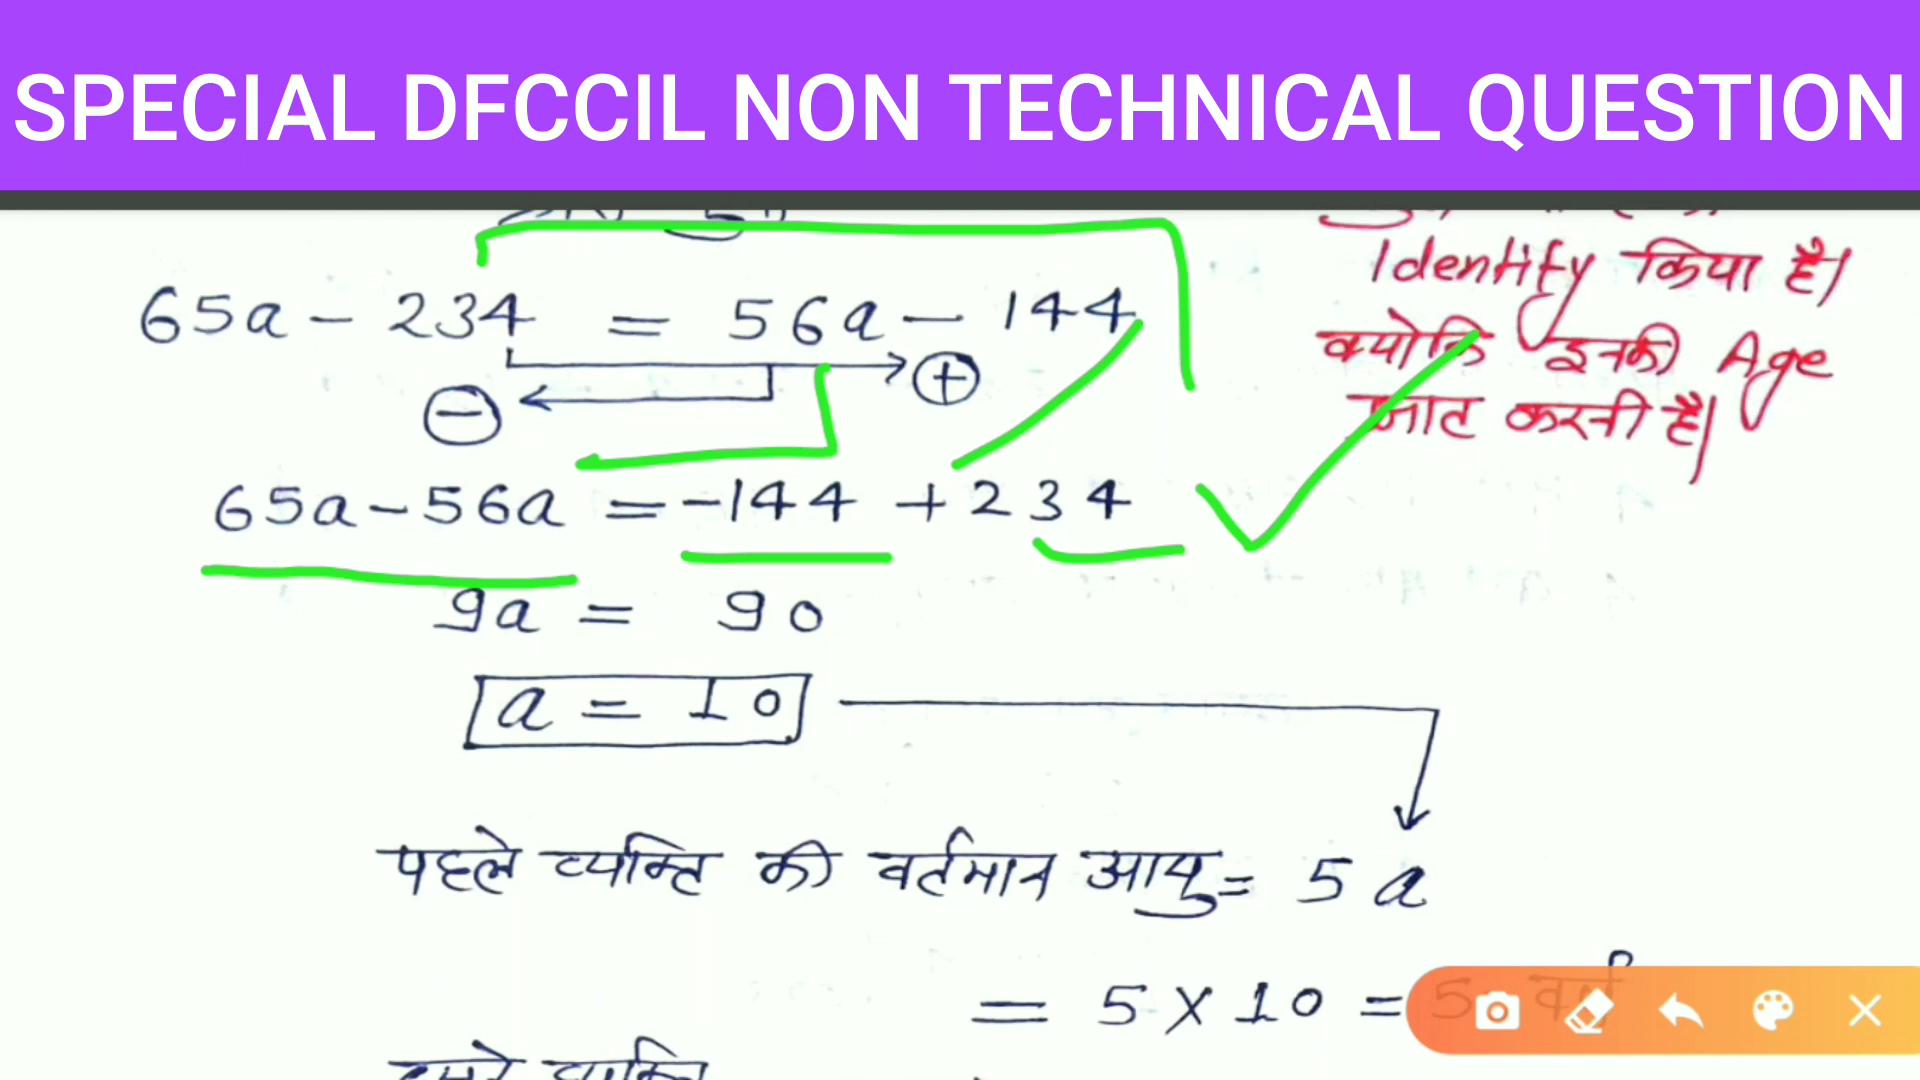 SPECIAL DFCCIL NON TECHNICAL QUESTION
Identify किया है।
65a - 234 = 56a - 144
क्योकि इनकी Age
ज्ञात करनी है।
- +
65a - 56a = -144 + 234
9a = 90
a = 10
पहले व्यक्ति की वर्तमान आयु = 5a
= 5 × 10 =